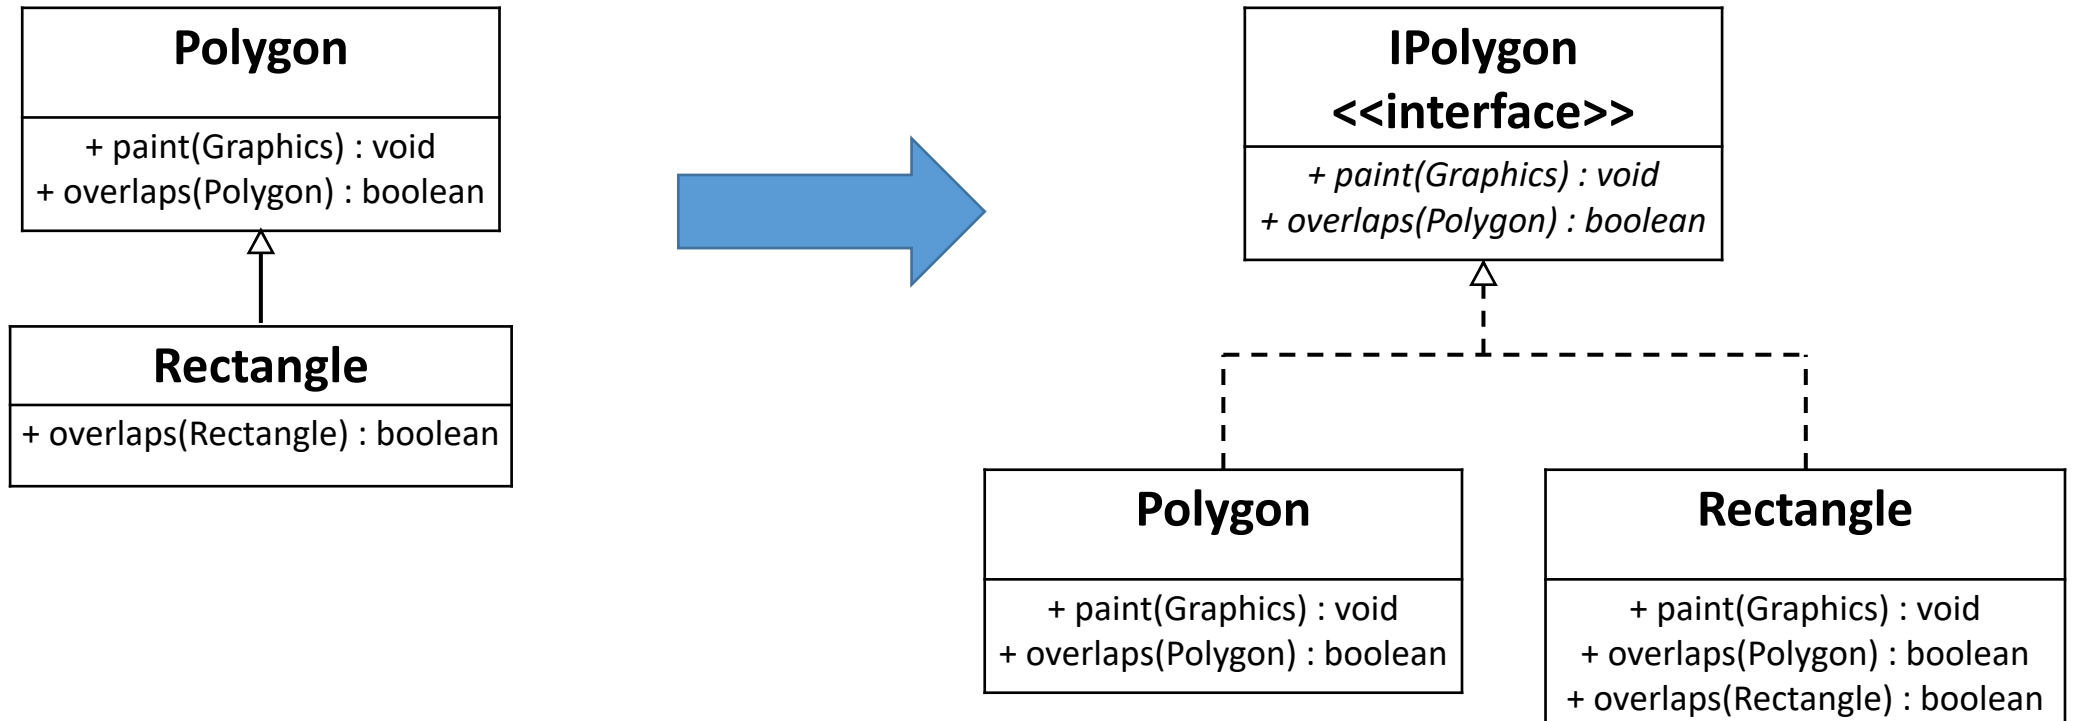 Polygon
+ paint(Graphics) : void
+ overlaps(Polygon) : boolean
Rectangle
+ overlaps(Rectangle) : boolean
IPolygon
<<interface>>
+ paint(Graphics) : void
+ overlaps(Polygon) : boolean
Polygon
+ paint(Graphics) : void
+ overlaps(Polygon) : boolean
Rectangle
+ paint(Graphics) : void
+ overlaps(Polygon) : boolean
+ overlaps(Rectangle) : boolean